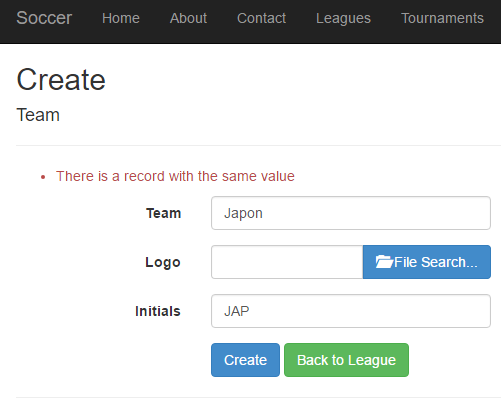 Soccer Home About Contact Leagues Tournaments
Create
Team
There is a record with the same value
Team Japon
Logo File Search...
Initials JAP
Create Back to League